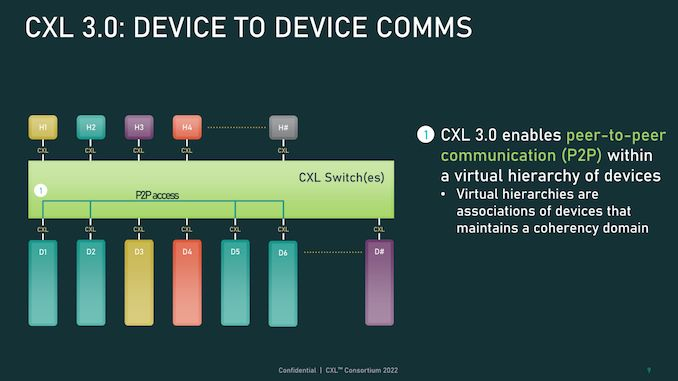 CXL 3.0: DEVICE TO DEVICE COMMS
H1 H2 H3 H4 H#
CXL CXL CXL CXL CXL
CXL Switch(es)
1
P2P access
CXL CXL CXL CXL CXL CXL CXL
D1 D2 D3 D4 D5 D6 D#
1 CXL 3.0 enables peer-to-peer
communication (P2P) within
a virtual hierarchy of devices
• Virtual hierarchies are
associations of devices that
maintains a coherency domain
Confidential | CXL™ Consortium 2022
9